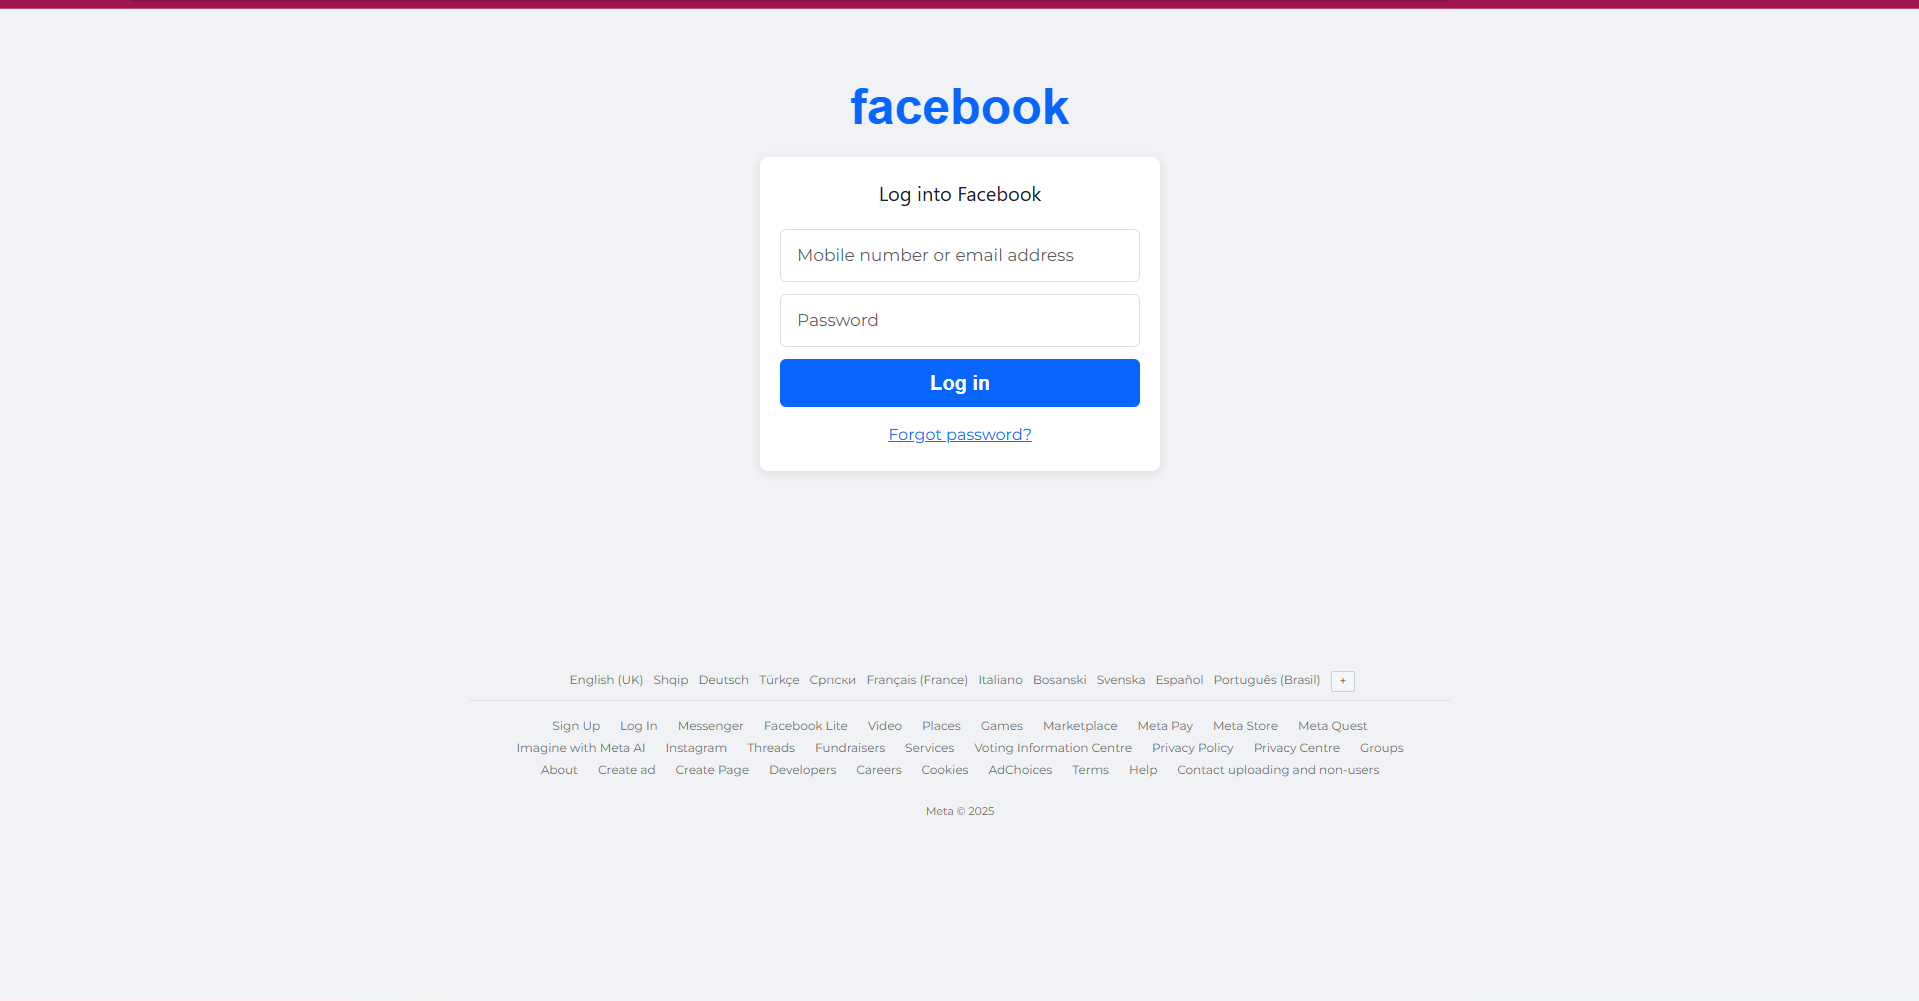 facebook
Log into Facebook
Mobile number or email address
Password
Log in
Forgot password?
English (UK) Shqip Deutsch Türkçe Српски Français (France) Italiano Bosanski Svenska Español Português (Brasil) +
Sign Up Log In Messenger Facebook Lite Video Places Games Marketplace Meta Pay Meta Store Meta Quest
Imagine with Meta AI Instagram Threads Fundraisers Services Voting Information Centre Privacy Policy Privacy Centre Groups
About Create ad Create Page Developers Careers Cookies AdChoices Terms Help Contact uploading and non-users
Meta © 2025